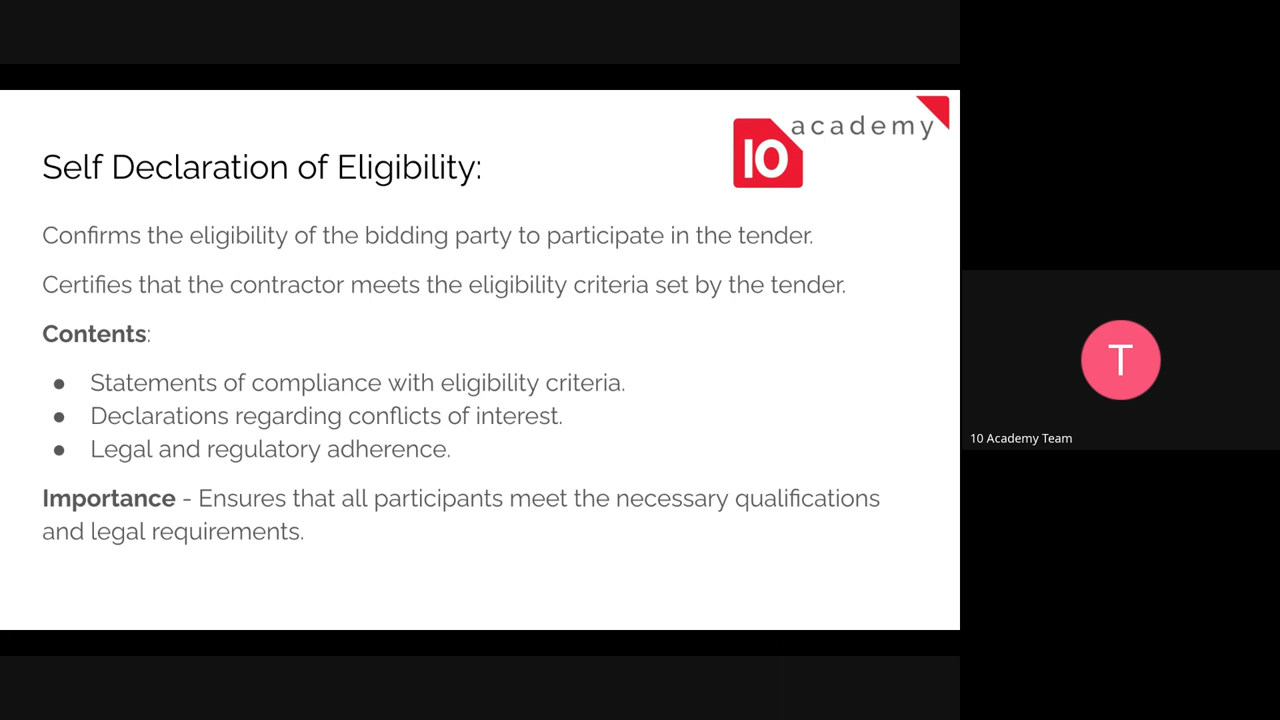 10 academy
Self Declaration of Eligibility:
Confirms the eligibility of the bidding party to participate in the tender.
Certifies that the contractor meets the eligibility criteria set by the tender.
Contents:
● Statements of compliance with eligibility criteria.
● Declarations regarding conflicts of interest.
● Legal and regulatory adherence.
Importance - Ensures that all participants meet the necessary qualifications
and legal requirements.
T
10 Academy Team